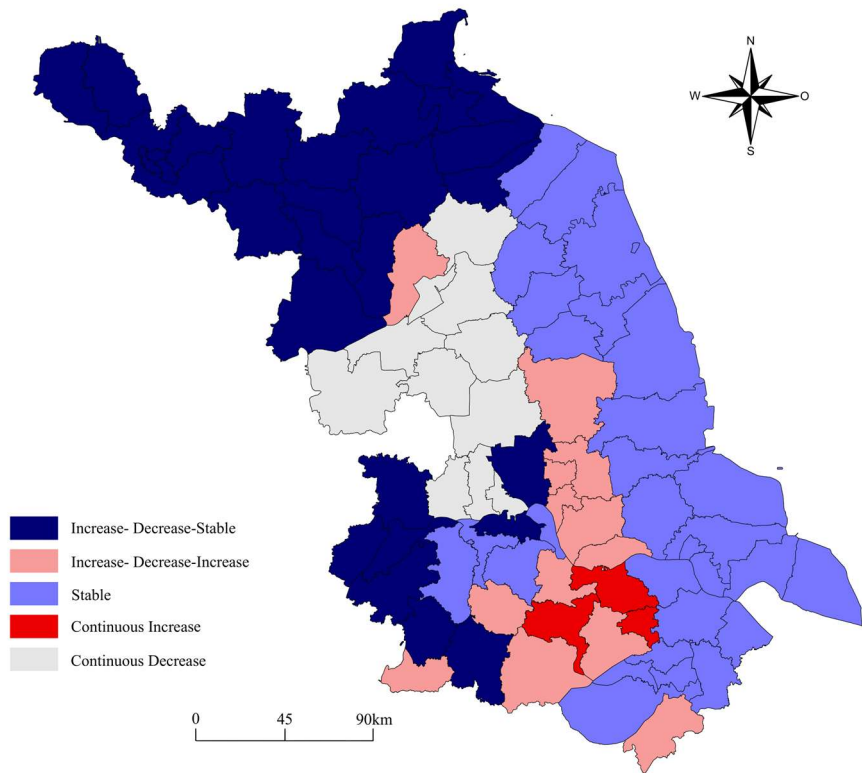 N
W
O
S
Increase- Decrease-Stable
Increase- Decrease-Increase
Stable
Continuous Increase
Continuous Decrease
0 45 90km